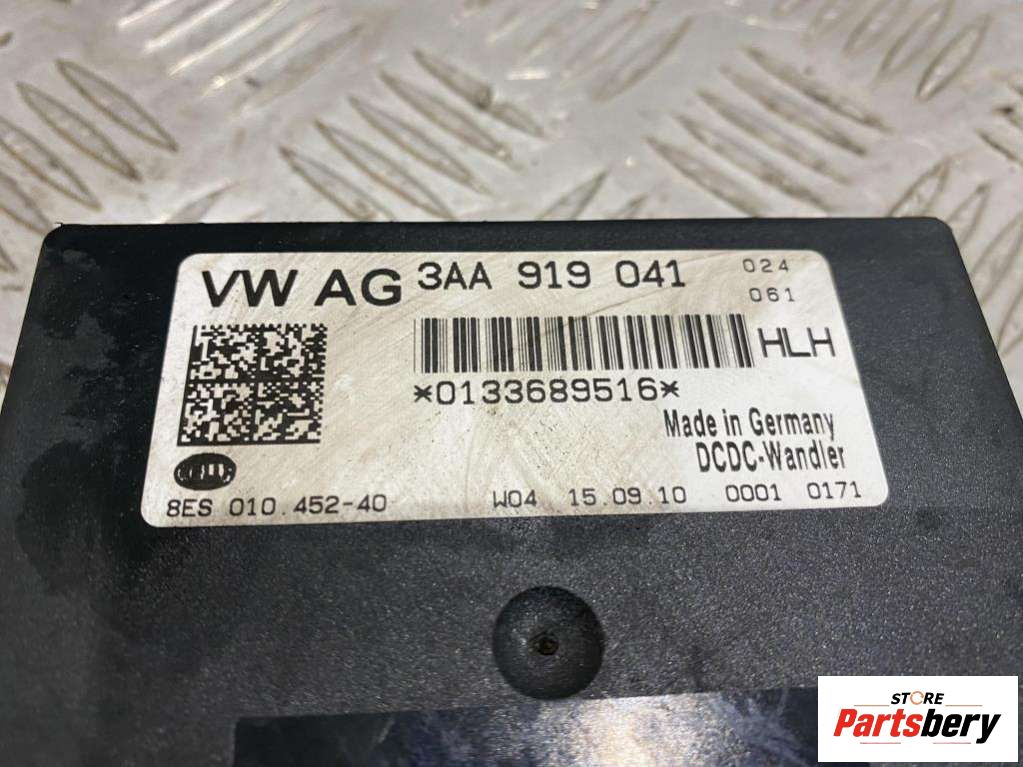 VW AG 3AA 919 041 024
061
HLH
*0133689516*
Made in Germany
DCDC-Wandler
HELLA
8ES 010.452-40 W04 15.09.10 0001 0171
STORE
Partsbery